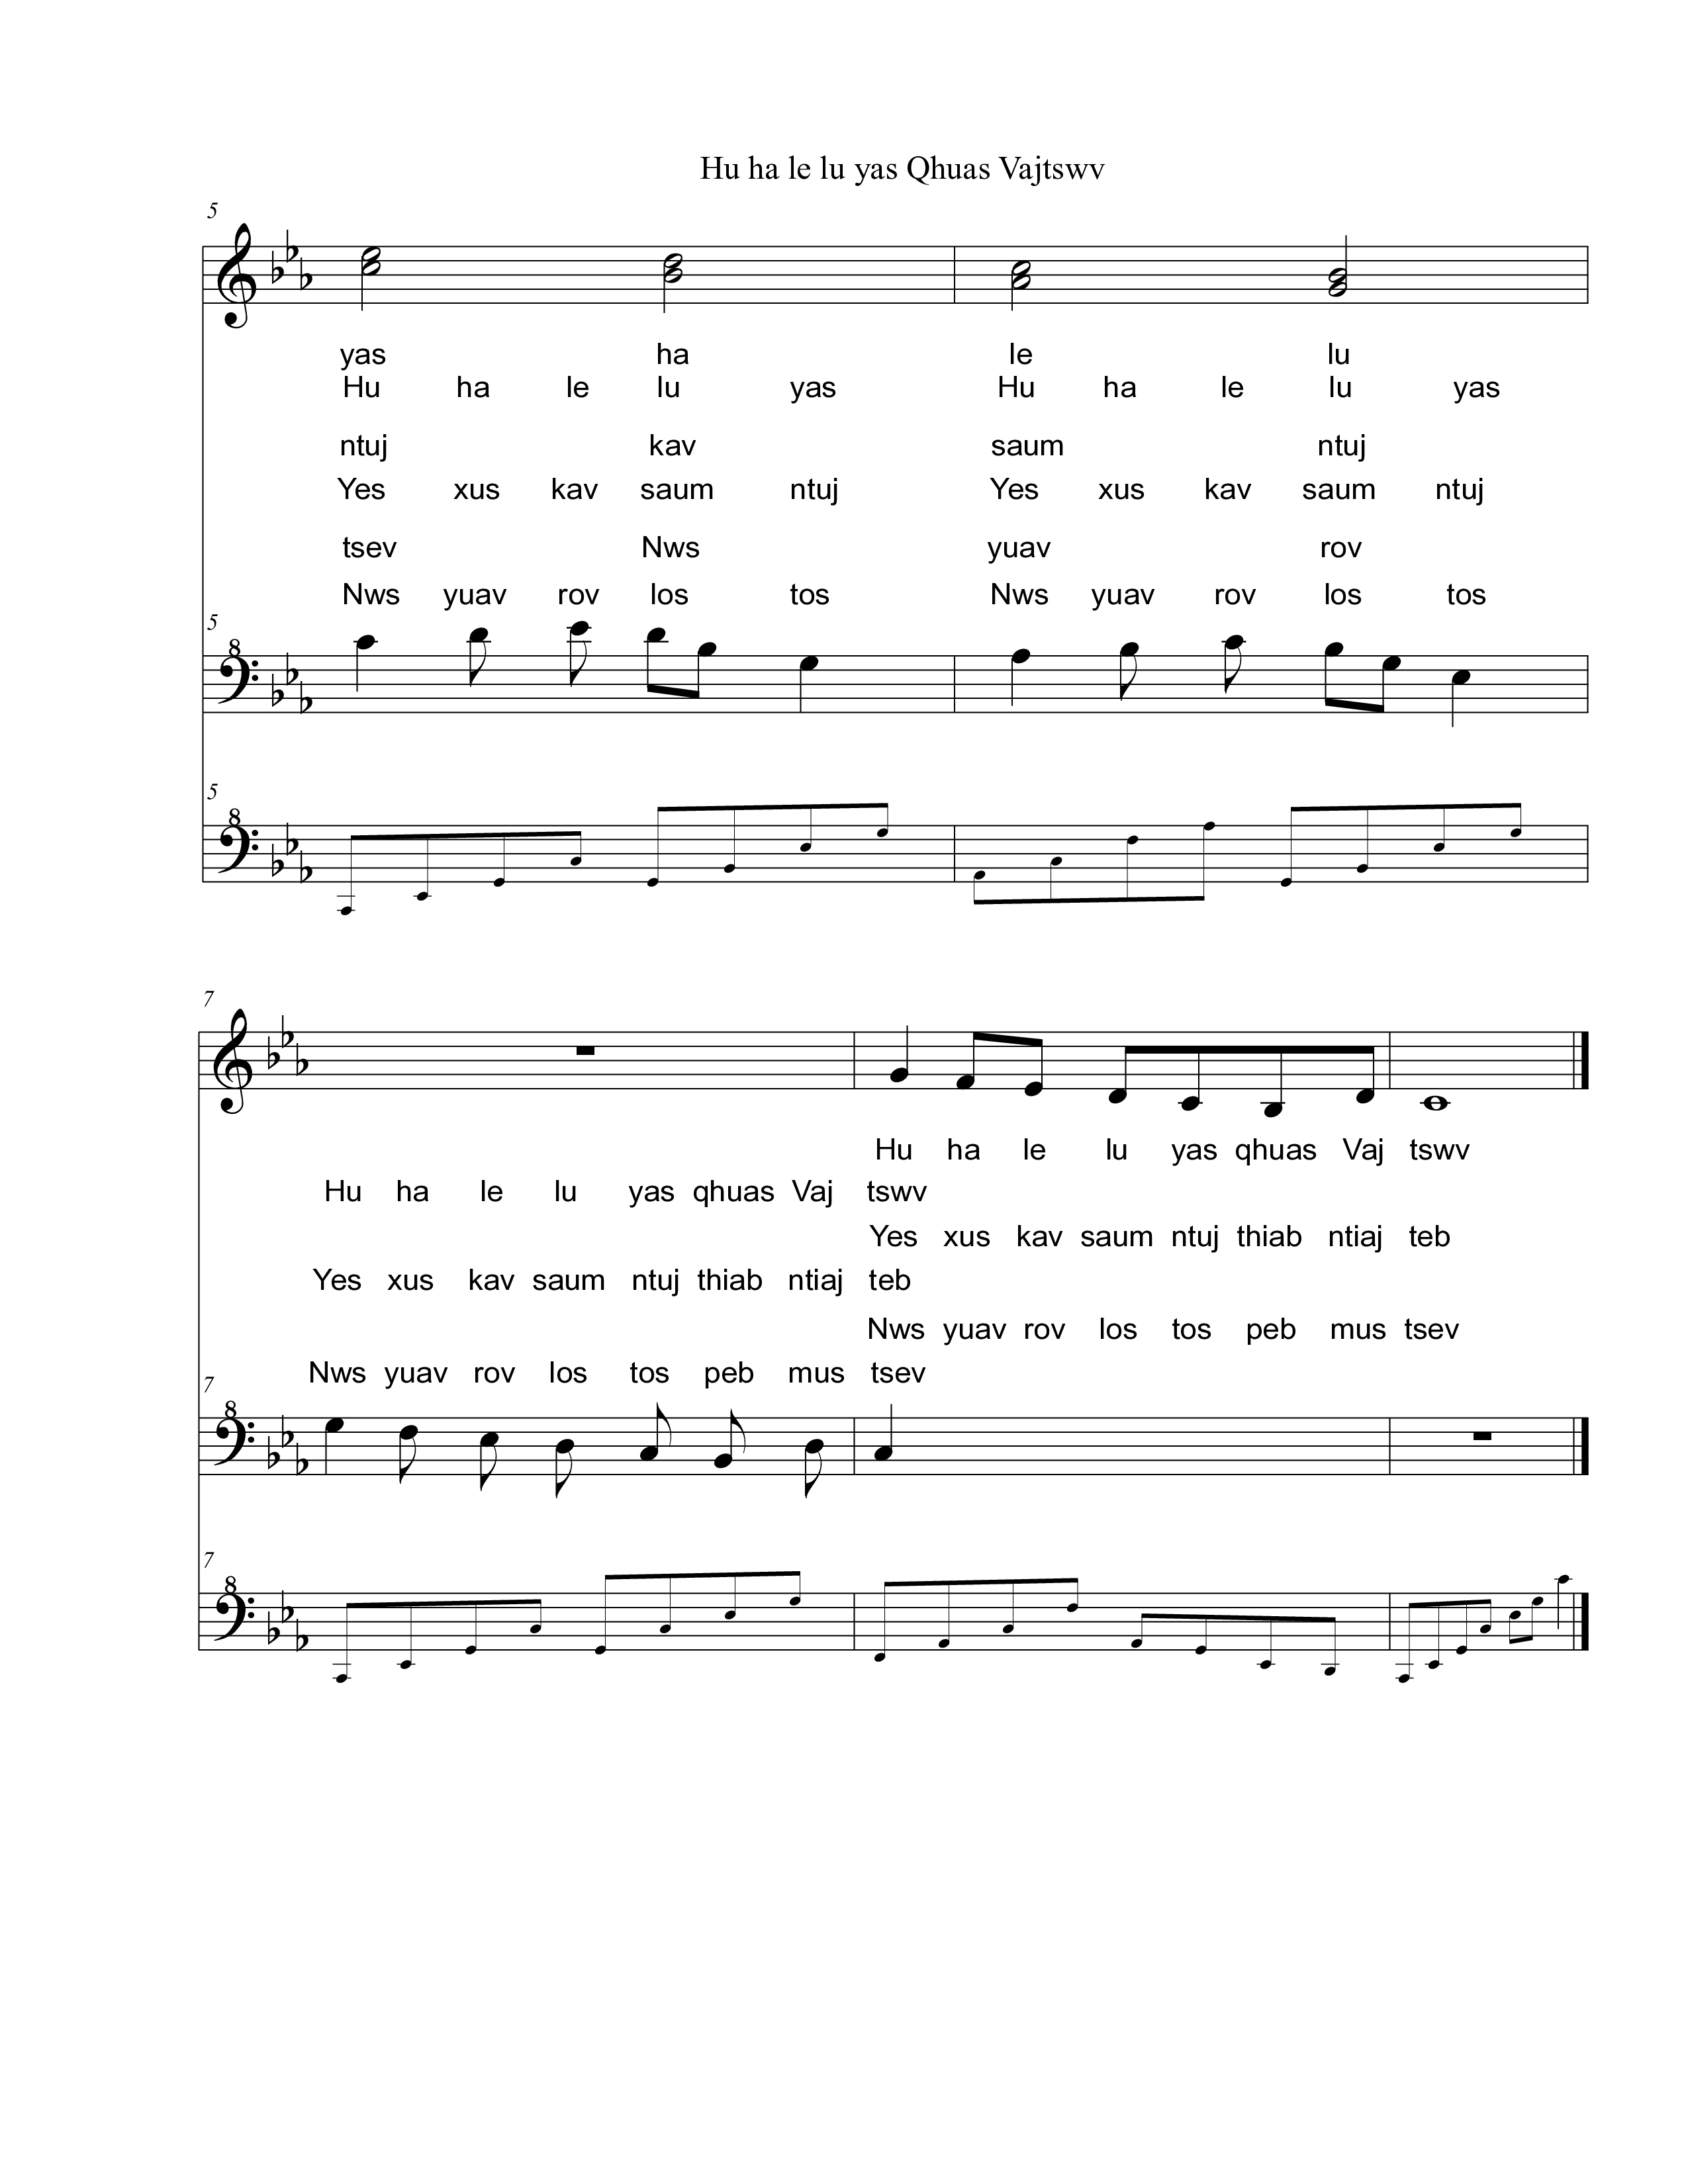 Hu ha le lu yas Qhuas Vajtswv
5
yas ha le lu
Hu ha le lu yas Hu ha le lu yas
ntuj kav saum ntuj
Yes xus kav saum ntuj Yes xus kav saum ntuj
tsev Nws yuav rov
Nws yuav rov los tos Nws yuav rov los tos
5
8
5
8
7
Hu ha le lu yas qhuas Vaj tswv
Hu ha le lu yas qhuas Vaj tswv
Yes xus kav saum ntuj thiab ntiaj teb
Yes xus kav saum ntuj thiab ntiaj teb
Nws yuav rov los tos peb mus tsev
Nws yuav rov los tos peb mus tsev
7
8
7
8